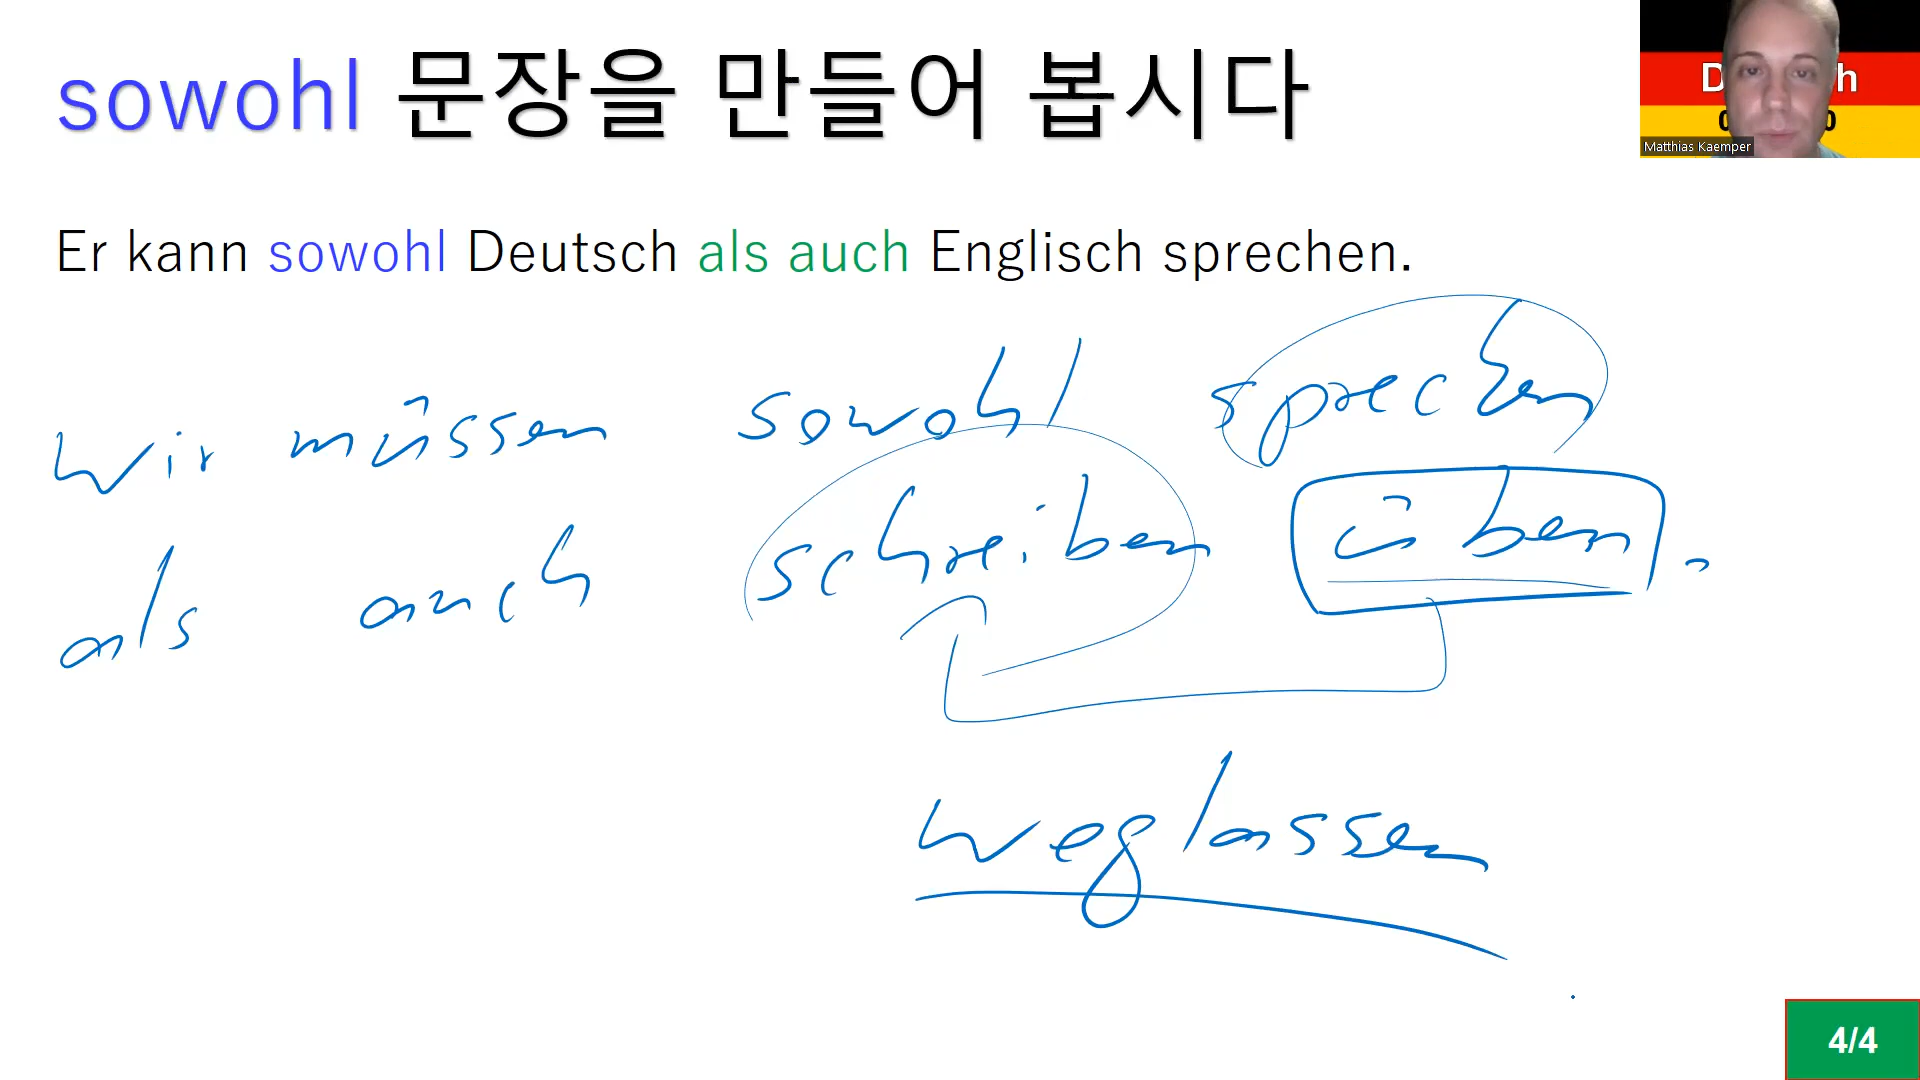 sowohl 문장을 만들어 봅시다
Matthias Kaemper
Er kann sowohl Deutsch als auch Englisch sprechen.
Wir müssen sowohl sprechen
als auch schreiben üben.
weglassen
4/4